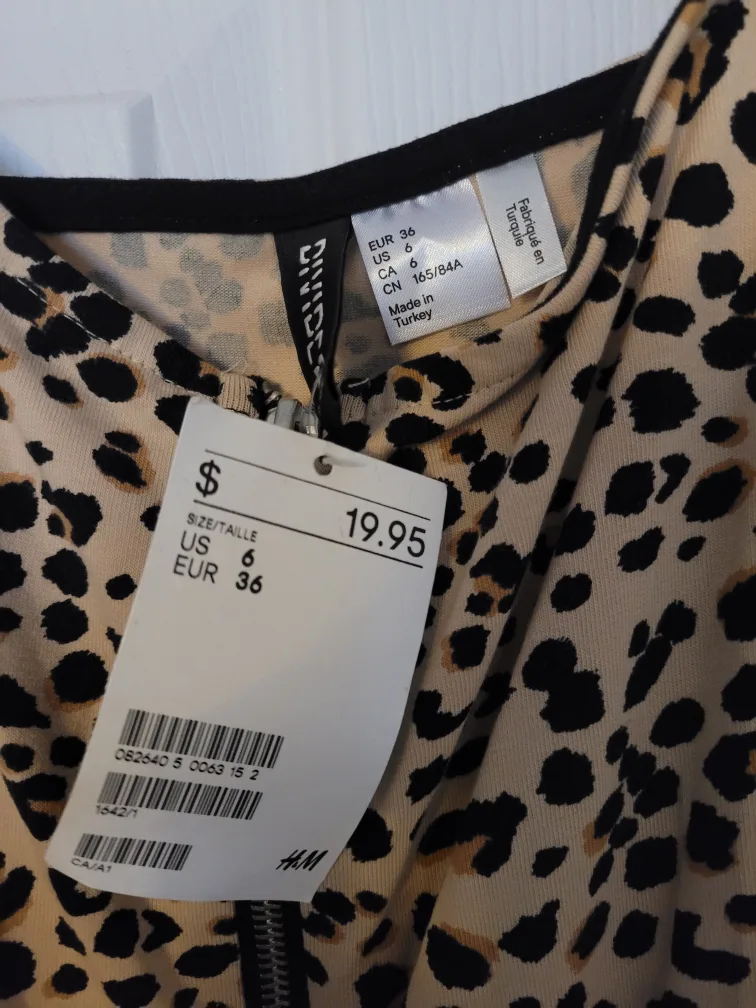 DIVIDED
EUR 36
US 6
CA 6
CN 165/84A
Made in
Turkey
Fabriqué en
Turquie
$
19.95
SIZE/TAILLE
US 6
EUR 36
082640 5 0063 15 2
1642/1
CA/A1
H&M